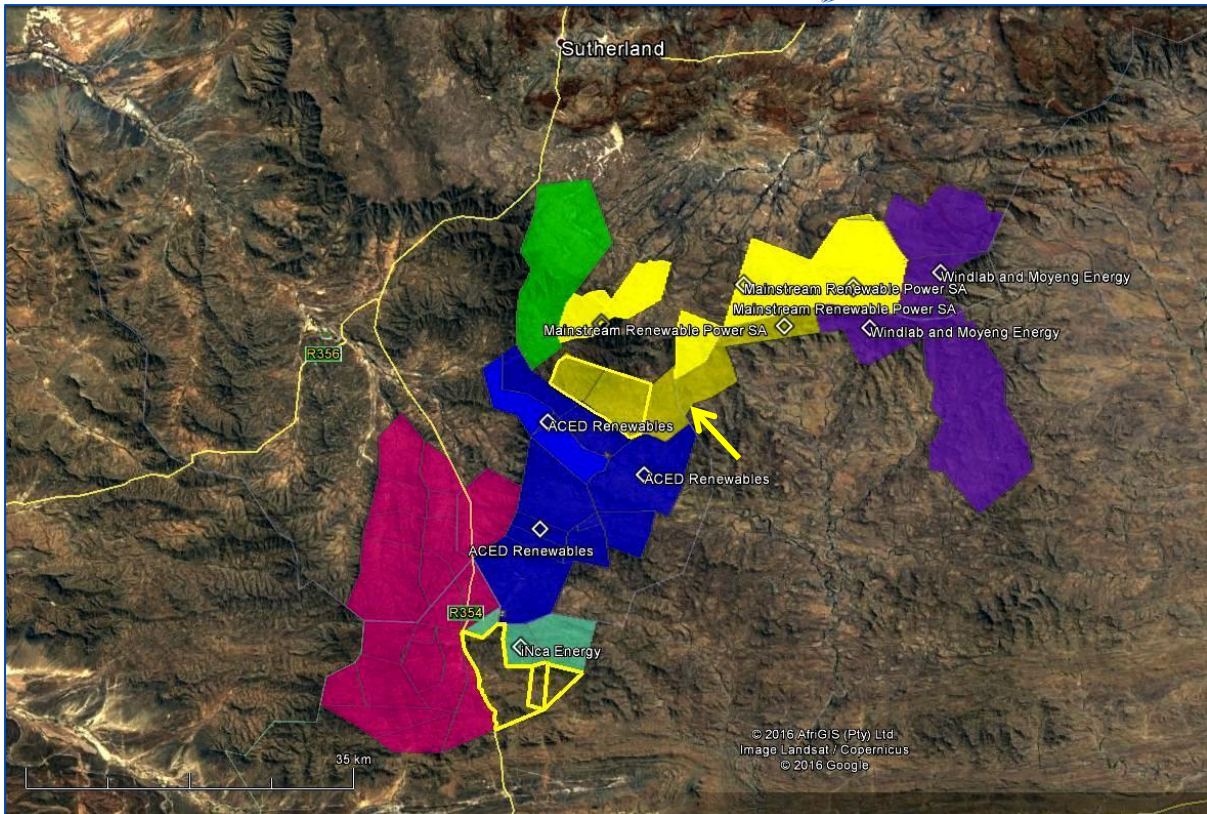 Sutherland
Windlab and Moyeng Energy
Mainstream Renewable Power SA
Mainstream Renewable Power SA
Mainstream Renewable Power SA
Windlab and Moyeng Energy
R356
ACED Renewables
ACED Renewables
ACED Renewables
R354
iNca Energy
© 2016 AfriGIS (Pty) Ltd
Image Landsat / Copernicus
© 2016 Google
35 km